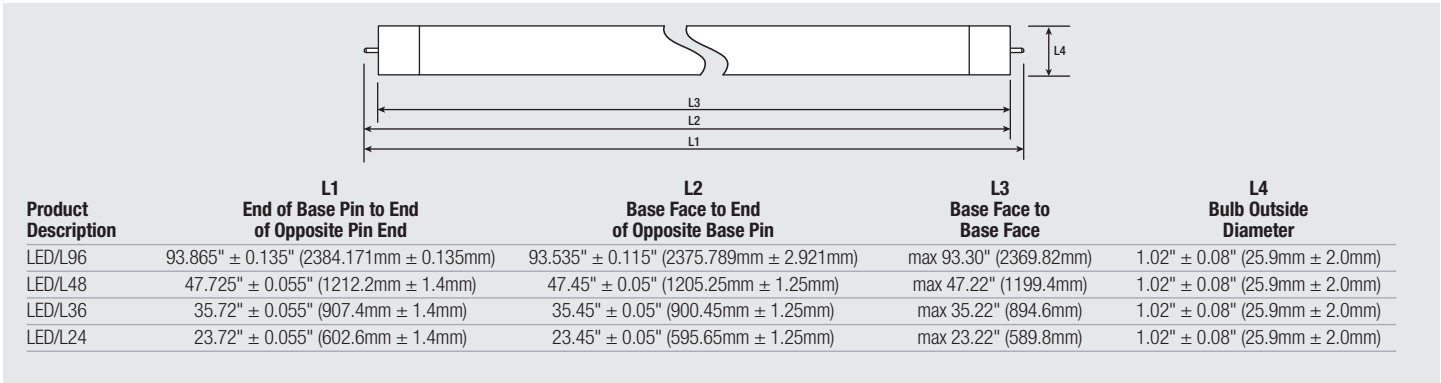 L4
L3
L2
L1
Product Description
L1 End of Base Pin to End of Opposite Pin End
L2 Base Face to End of Opposite Base Pin
L3 Base Face to Base Face
L4 Bulb Outside Diameter
LED/L96 93.865" ± 0.135" (2384.171mm ± 0.135mm) 93.535" ± 0.115" (2375.789mm ± 2.921mm) max 93.30" (2369.82mm) 1.02" ± 0.08" (25.9mm ± 2.0mm)
LED/L48 47.725" ± 0.055" (1212.2mm ± 1.4mm) 47.45" ± 0.05" (1205.25mm ± 1.25mm) max 47.22" (1199.4mm) 1.02" ± 0.08" (25.9mm ± 2.0mm)
LED/L36 35.72" ± 0.055" (907.4mm ± 1.4mm) 35.45" ± 0.05" (900.45mm ± 1.25mm) max 35.22" (894.6mm) 1.02" ± 0.08" (25.9mm ± 2.0mm)
LED/L24 23.72" ± 0.055" (602.6mm ± 1.4mm) 23.45" ± 0.05" (595.65mm ± 1.25mm) max 23.22" (589.8mm) 1.02" ± 0.08" (25.9mm ± 2.0mm)